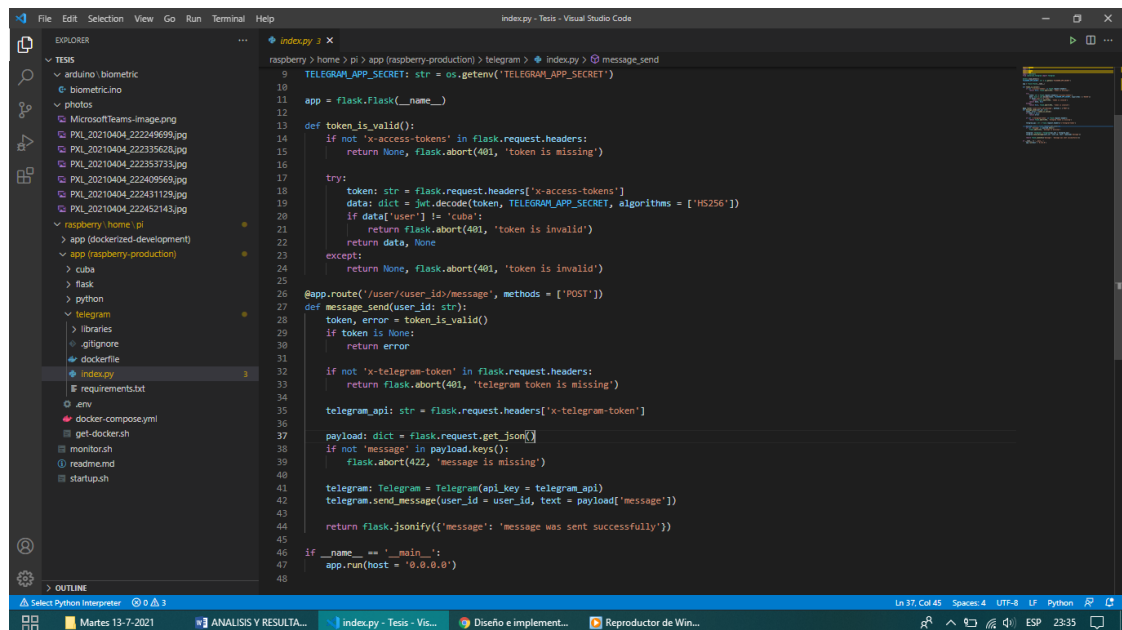 File Edit Selection View Go Run Terminal Help
index.py - Tesis - Visual Studio Code
EXPLORER
TESIS
arduino \ biometric
biometric.ino
photos
MicrosoftTeams-image.png
PXL_20210404_222249699.jpg
PXL_20210404_222335628.jpg
PXL_20210404_222353733.jpg
PXL_20210404_222409569.jpg
PXL_20210404_222431129.jpg
PXL_20210404_222452143.jpg
raspberry \ home \ pi
app (dockerized-development)
app (raspberry-production)
cuba
flask
python
telegram
libraries
.gitignore
dockerfile
index.py 3
requirements.txt
.env
docker-compose.yml
get-docker.sh
monitor.sh
readme.md
startup.sh
OUTLINE
index.py 3
raspberry > home > pi > app (raspberry-production) > telegram > index.py > message_send
9 TELEGRAM_APP_SECRET: str = os.getenv('TELEGRAM_APP_SECRET')
10
11 app = flask.Flask(__name__)
12
13 def token_is_valid():
14     if not 'x-access-tokens' in flask.request.headers:
15         return None, flask.abort(401, 'token is missing')
16
17     try:
18         token: str = flask.request.headers['x-access-tokens']
19         data: dict = jwt.decode(token, TELEGRAM_APP_SECRET, algorithms = ['HS256'])
20         if data['user'] != 'cuba':
21             return flask.abort(401, 'token is invalid')
22         return data, None
23     except:
24         return None, flask.abort(401, 'token is invalid')
25
26 @app.route('/user/<user_id>/message', methods = ['POST'])
27 def message_send(user_id: str):
28     token, error = token_is_valid()
29     if token is None:
30         return error
31
32     if not 'x-telegram-token' in flask.request.headers:
33         return flask.abort(401, 'telegram token is missing')
34
35     telegram_api: str = flask.request.headers['x-telegram-token']
36
37     payload: dict = flask.request.get_json()
38     if not 'message' in payload.keys():
39         flask.abort(422, 'message is missing')
40
41     telegram: Telegram = Telegram(api_key = telegram_api)
42     telegram.send_message(user_id = user_id, text = payload['message'])
43
44     return flask.jsonify({'message': 'message was sent successfully'})
45
46 if __name__ == '__main__':
47     app.run(host = '0.0.0.0')
48
Select Python Interpreter 0 3 Ln 37, Col 45 Spaces: 4 UTF-8 LF Python
Martes 13-7-2021 ANALISIS Y RESULTA... index.py - Tesis - Vis... Diseño e implement... Reproductor de Win... ESP 23:35